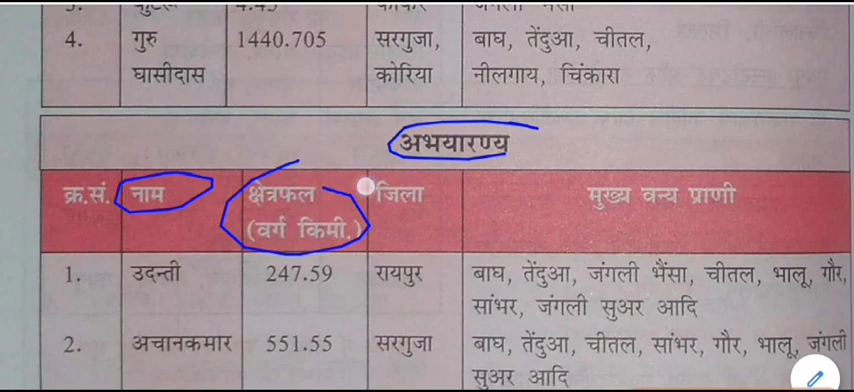 4. गुरु 1440.705 सरगुजा, बाघ, तेंदुआ, चीतल,
घासीदास कोरिया नीलगाय, चिंकारा
अभयारण्य
क्र.सं. नाम क्षेत्रफल जिला मुख्य वन्य प्राणी
(वर्ग किमी.)
1. उदन्ती 247.59 रायपुर बाघ, तेंदुआ, जंगली भैंसा, चीतल, भालू, गौर,
सांभर, जंगली सुअर आदि
2. अचानकमार 551.55 सरगुजा बाघ, तेंदुआ, चीतल, सांभर, गौर, भालू, जंगली
सुअर आदि